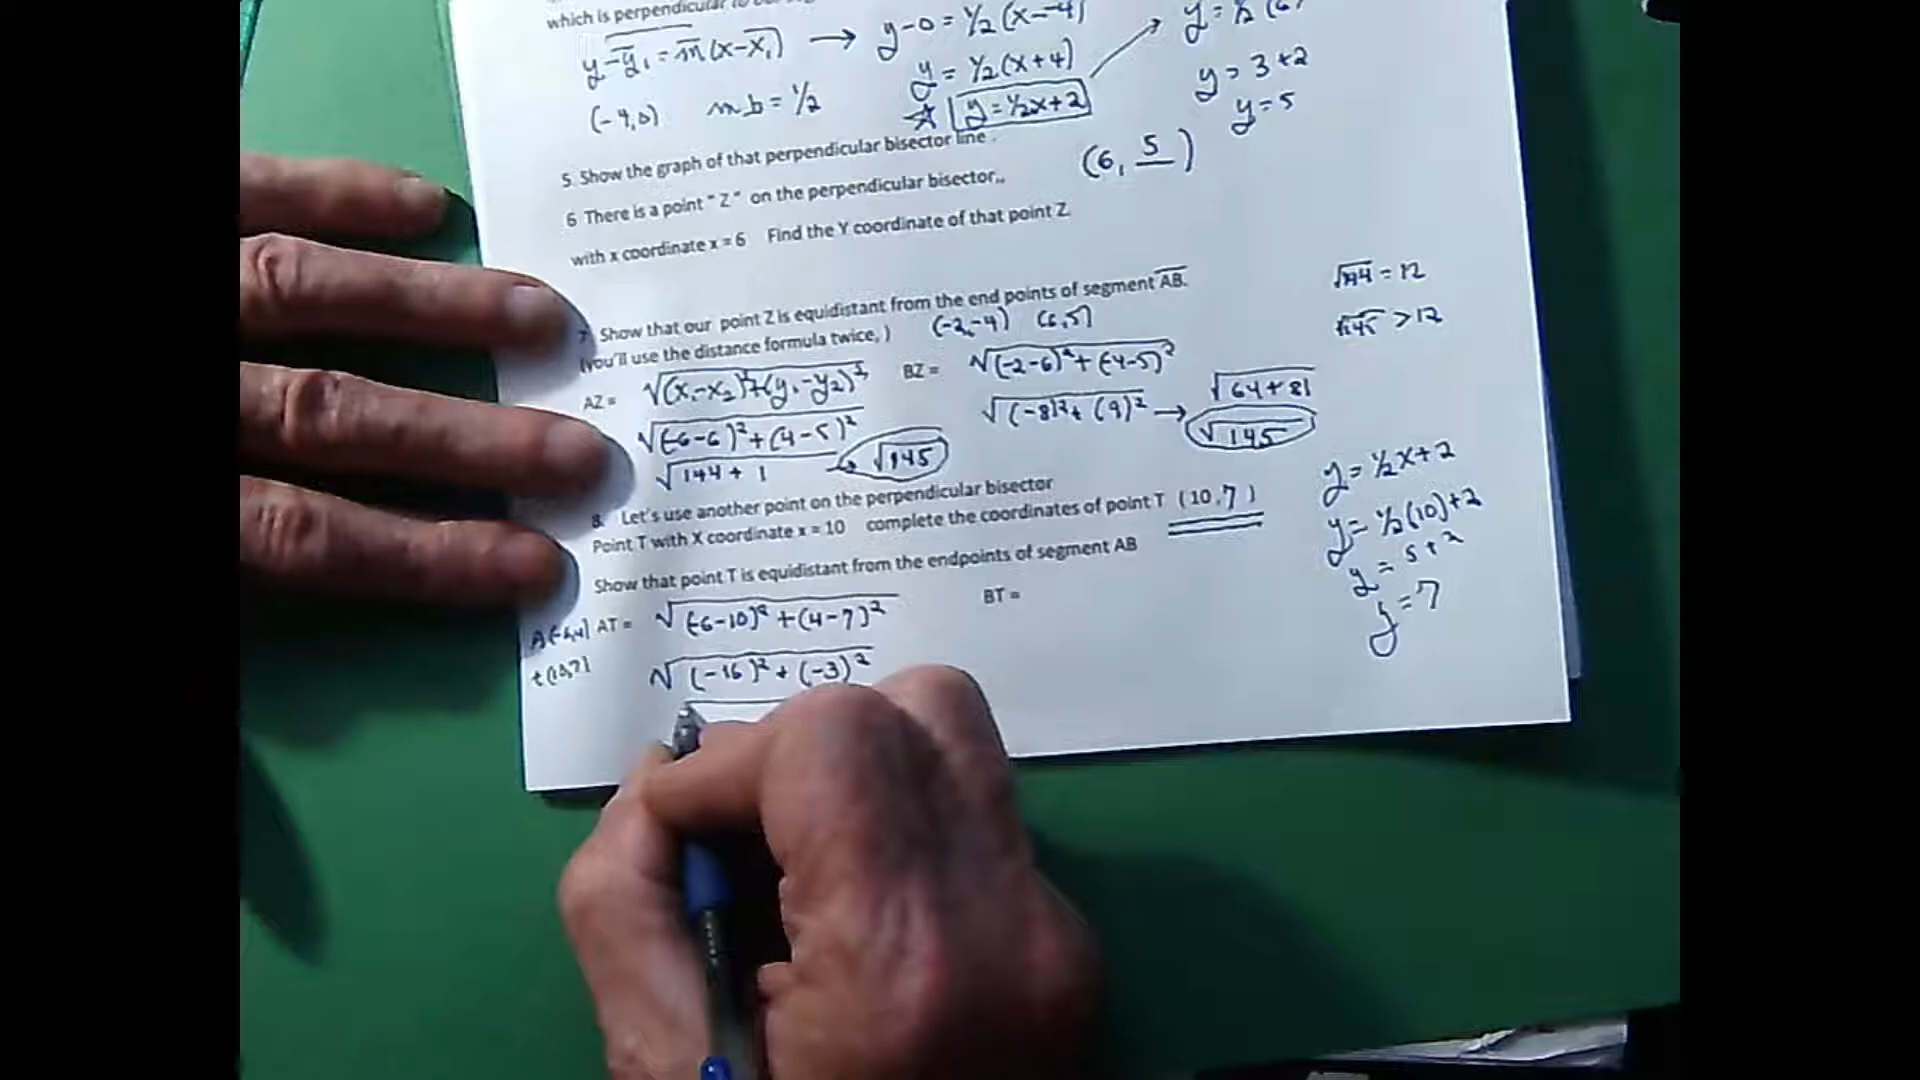 which is perpendicular to
y - y₁ = m(x - x₁) → y-0 = ½(x--4)
y = ½(x+4)
☆ y = ½x+2
(-4,0) m b = ½
y = ½(6)
y = 3+2
y = 5
5. Show the graph of that perpendicular bisector line.
(6, 5)
6 There is a point "Z" on the perpendicular bisector,,
with x coordinate x = 6 Find the Y coordinate of that point Z.
7. Show that our point Z is equidistant from the end points of segment AB.
(you'll use the distance formula twice, ) (-2,-4) (6,5)
√144 = 12
√145 > 12
AZ = √(x₁-x₂)²+(y₁-y₂)²
√(-6-6)²+(4-5)²
√144 + 1 → √145
BZ = √(-2-6)²+(-4-5)²
√(-8)²+(9)² → √64+81
√145
8. Let's use another point on the perpendicular bisector
Point T with X coordinate x = 10 complete the coordinates of point T (10,7)
y = ½x+2
y = ½(10)+2
y = 5+2
y = 7
Show that point T is equidistant from the endpoints of segment AB
A(-6,4) AT = √(-6-10)²+(4-7)² BT =
t(10,7) √(-16)²+(-3)²